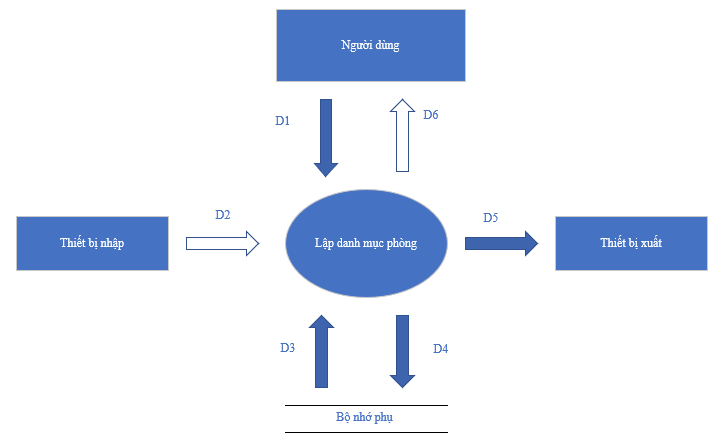 Người dùng
D1
D6
D2
D5
Thiết bị nhập
Lập danh mục phòng
Thiết bị xuất
D3
D4
Bộ nhớ phụ